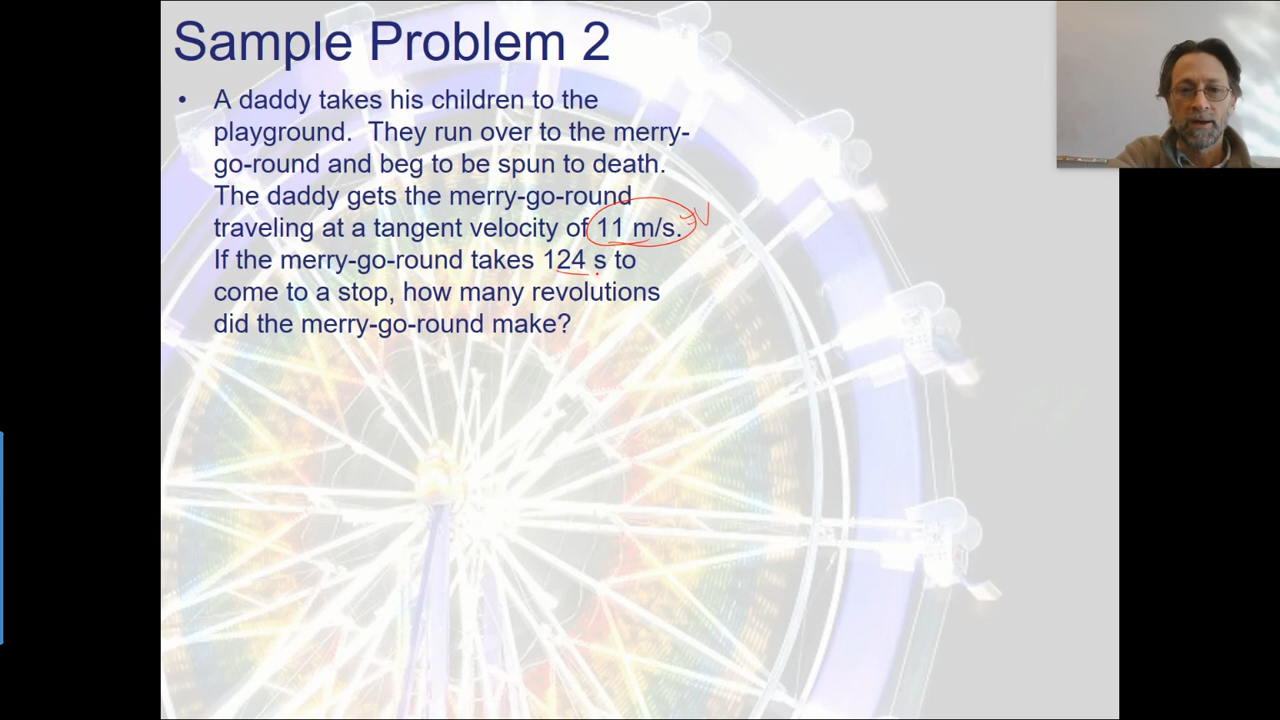 Sample Problem 2
• A daddy takes his children to the
playground. They run over to the merry-
go-round and beg to be spun to death.
The daddy gets the merry-go-round
traveling at a tangent velocity of 11 m/s. =V
If the merry-go-round takes 124 s to
come to a stop, how many revolutions
did the merry-go-round make?